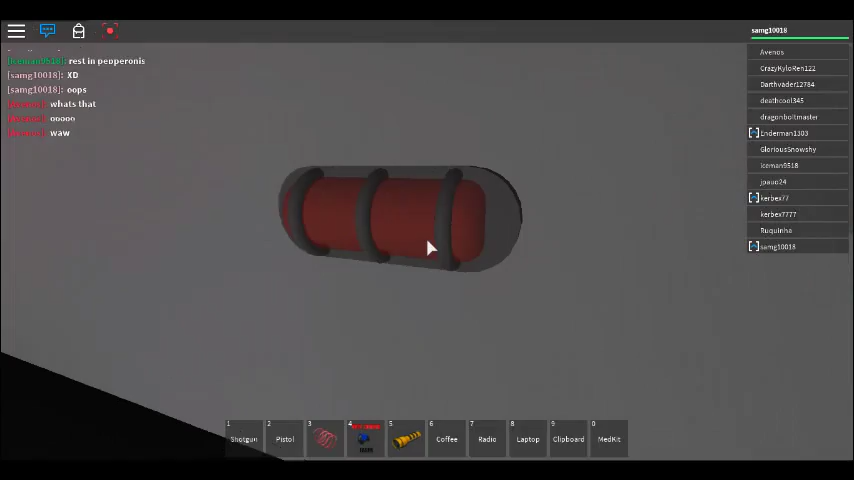 samg10018
rest in pepperonis
[samg10018]: XD
[samg10018]: oops
whats that
ooooo
waw
Avenos
CrazyKyloRen122
Darthvader12784
deathcool345
dragonboltmaster
Enderman1303
GloriousSnowshy
iceman9518
jpauo24
kerbex77
kerbex7777
Ruquinha
samg10018
1 2 3 4 5 6 7 8 9 0
Shotgun Pistol Coffee Radio Laptop Clipboard MedKit